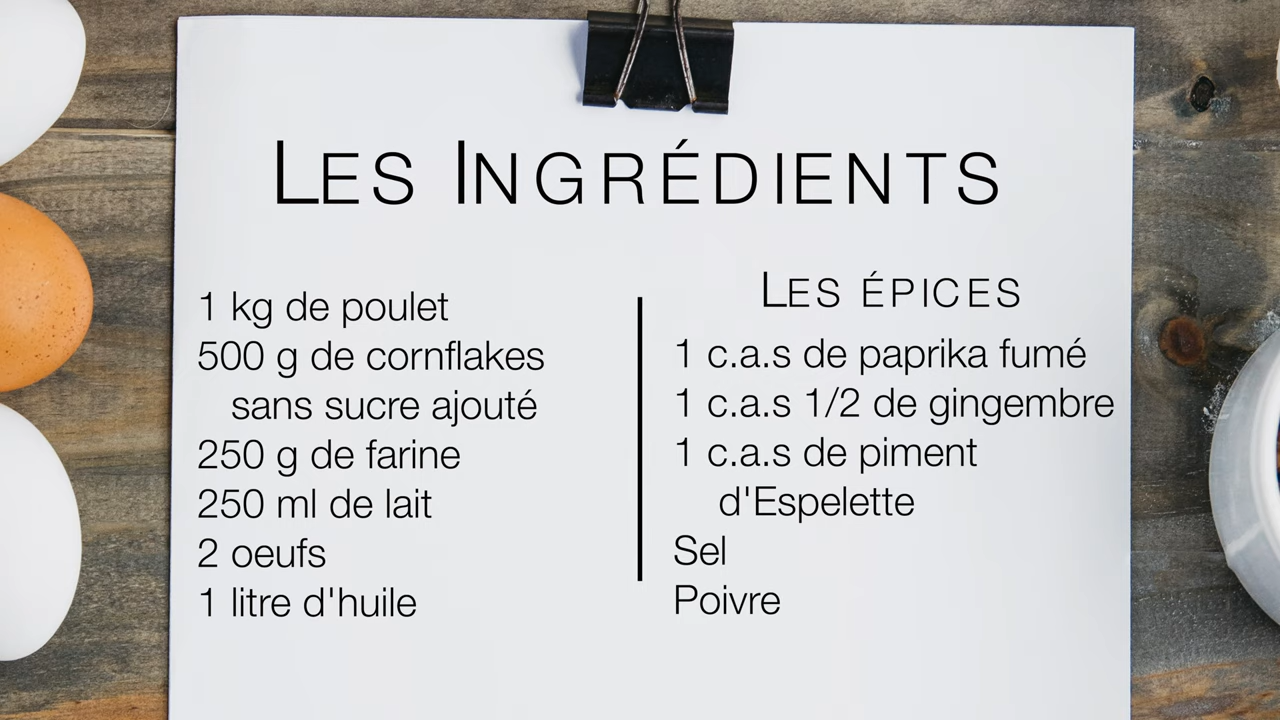 LES INGRÉDIENTS
1 kg de poulet
500 g de cornflakes
sans sucre ajouté
250 g de farine
250 ml de lait
2 oeufs
1 litre d'huile
LES ÉPICES
1 c.a.s de paprika fumé
1 c.a.s 1/2 de gingembre
1 c.a.s de piment
d'Espelette
Sel
Poivre